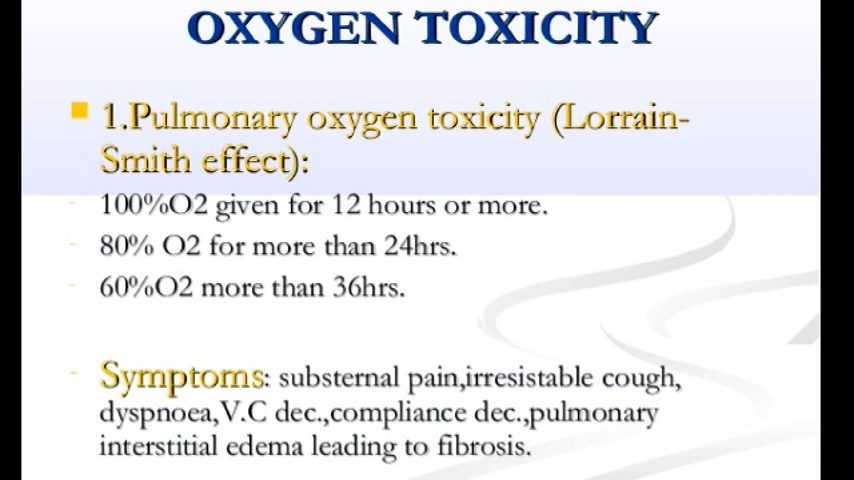 OXYGEN TOXICITY
1.Pulmonary oxygen toxicity (Lorrain-
Smith effect):
- 100%O2 given for 12 hours or more.
- 80% O2 for more than 24hrs.
- 60%O2 more than 36hrs.
- Symptoms: substernal pain,irresistable cough,
dyspnoea,V.C dec.,compliance dec.,pulmonary
interstitial edema leading to fibrosis.